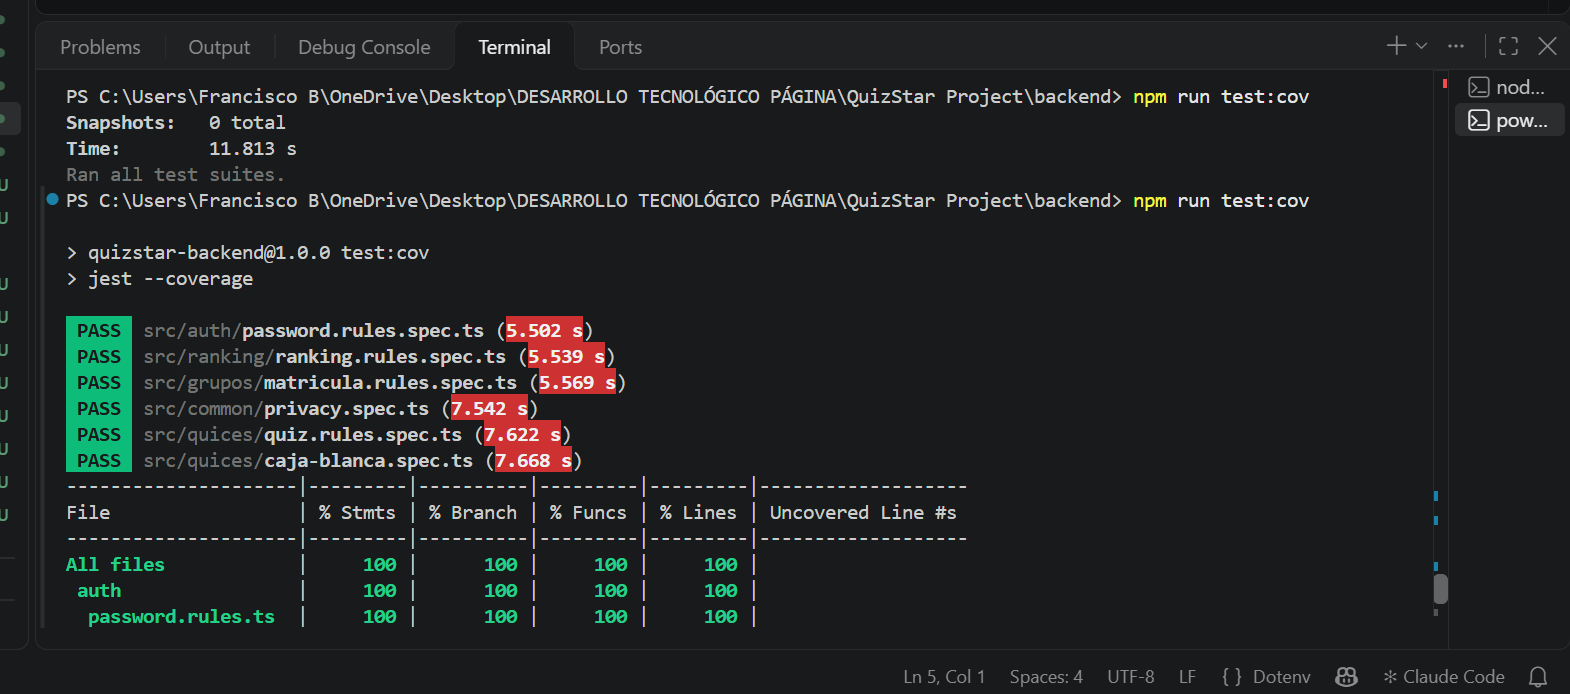 Problems Output Debug Console Terminal Ports
PS C:\Users\Francisco B\OneDrive\Desktop\DESARROLLO TECNOLÓGICO PÁGINA\QuizStar Project\backend> npm run test:cov
nod...
Snapshots:   0 total
pow...
Time:        11.813 s
Ran all test suites.
PS C:\Users\Francisco B\OneDrive\Desktop\DESARROLLO TECNOLÓGICO PÁGINA\QuizStar Project\backend> npm run test:cov
> quizstar-backend@1.0.0 test:cov
> jest --coverage
PASS src/auth/password.rules.spec.ts (5.502 s)
PASS src/ranking/ranking.rules.spec.ts (5.539 s)
PASS src/grupos/matricula.rules.spec.ts (5.569 s)
PASS src/common/privacy.spec.ts (7.542 s)
PASS src/quices/quiz.rules.spec.ts (7.622 s)
PASS src/quices/caja-blanca.spec.ts (7.668 s)
---------------------|---------|----------|---------|---------|-------------------
File                 | % Stmts | % Branch | % Funcs | % Lines | Uncovered Line #s
---------------------|---------|----------|---------|---------|-------------------
All files            |     100 |      100 |     100 |     100 |
 auth                |     100 |      100 |     100 |     100 |
  password.rules.ts  |     100 |      100 |     100 |     100 |
U
U
U
U
U
U
U
U
U
U
Ln 5, Col 1 Spaces: 4 UTF-8 LF { } Dotenv Claude Code